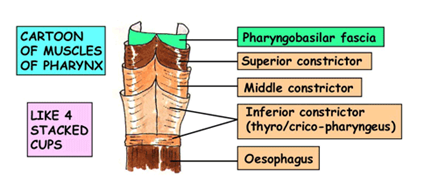 CARTOON
OF MUSCLES
OF PHARYNX
LIKE 4
STACKED
CUPS
Pharyngobasilar fascia
Superior constrictor
Middle constrictor
Inferior constrictor
(thyro/crico-pharyngeus)
Oesophagus